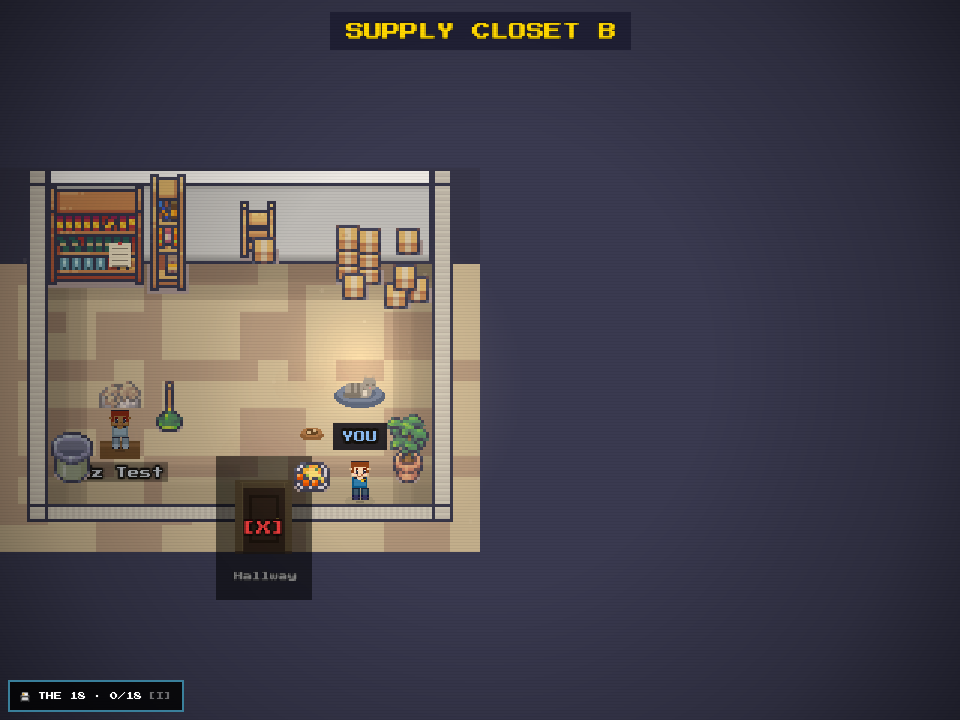 SUPPLY CLOSET B
YOU
z Test
[X]
Hallway
THE 18 · 0/18 [I]